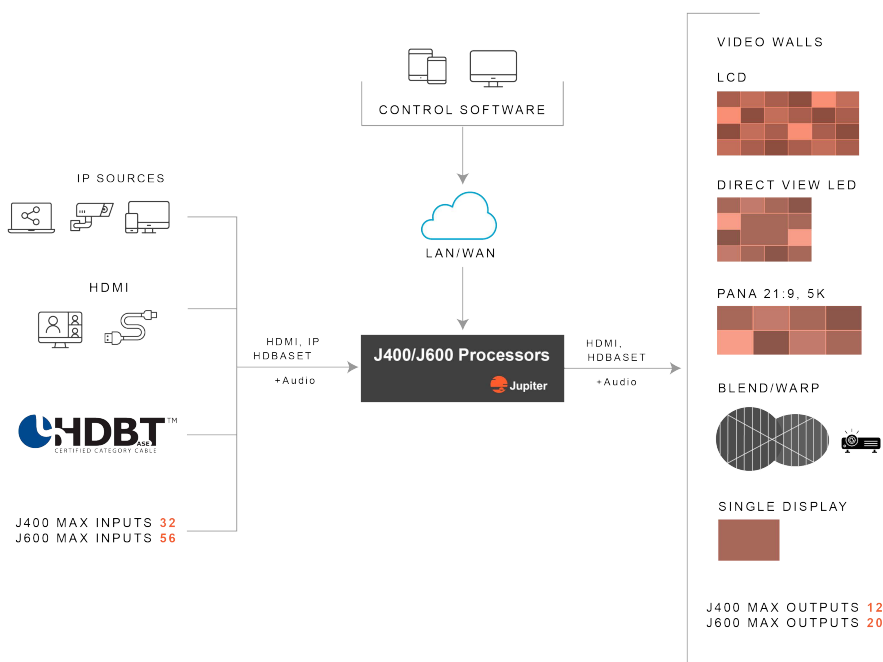 CONTROL SOFTWARE
LAN/WAN
IP SOURCES
HDMI
HDBT™
ASE
CERTIFIED CATEGORY CABLE
J400 MAX INPUTS 32
J600 MAX INPUTS 56
HDMI, IP
HDBASET
+Audio
J400/J600 Processors
Jupiter
HDMI,
HDBASET
+Audio
VIDEO WALLS
LCD
DIRECT VIEW LED
PANA 21:9, 5K
BLEND/WARP
SINGLE DISPLAY
J400 MAX OUTPUTS 12
J600 MAX OUTPUTS 20